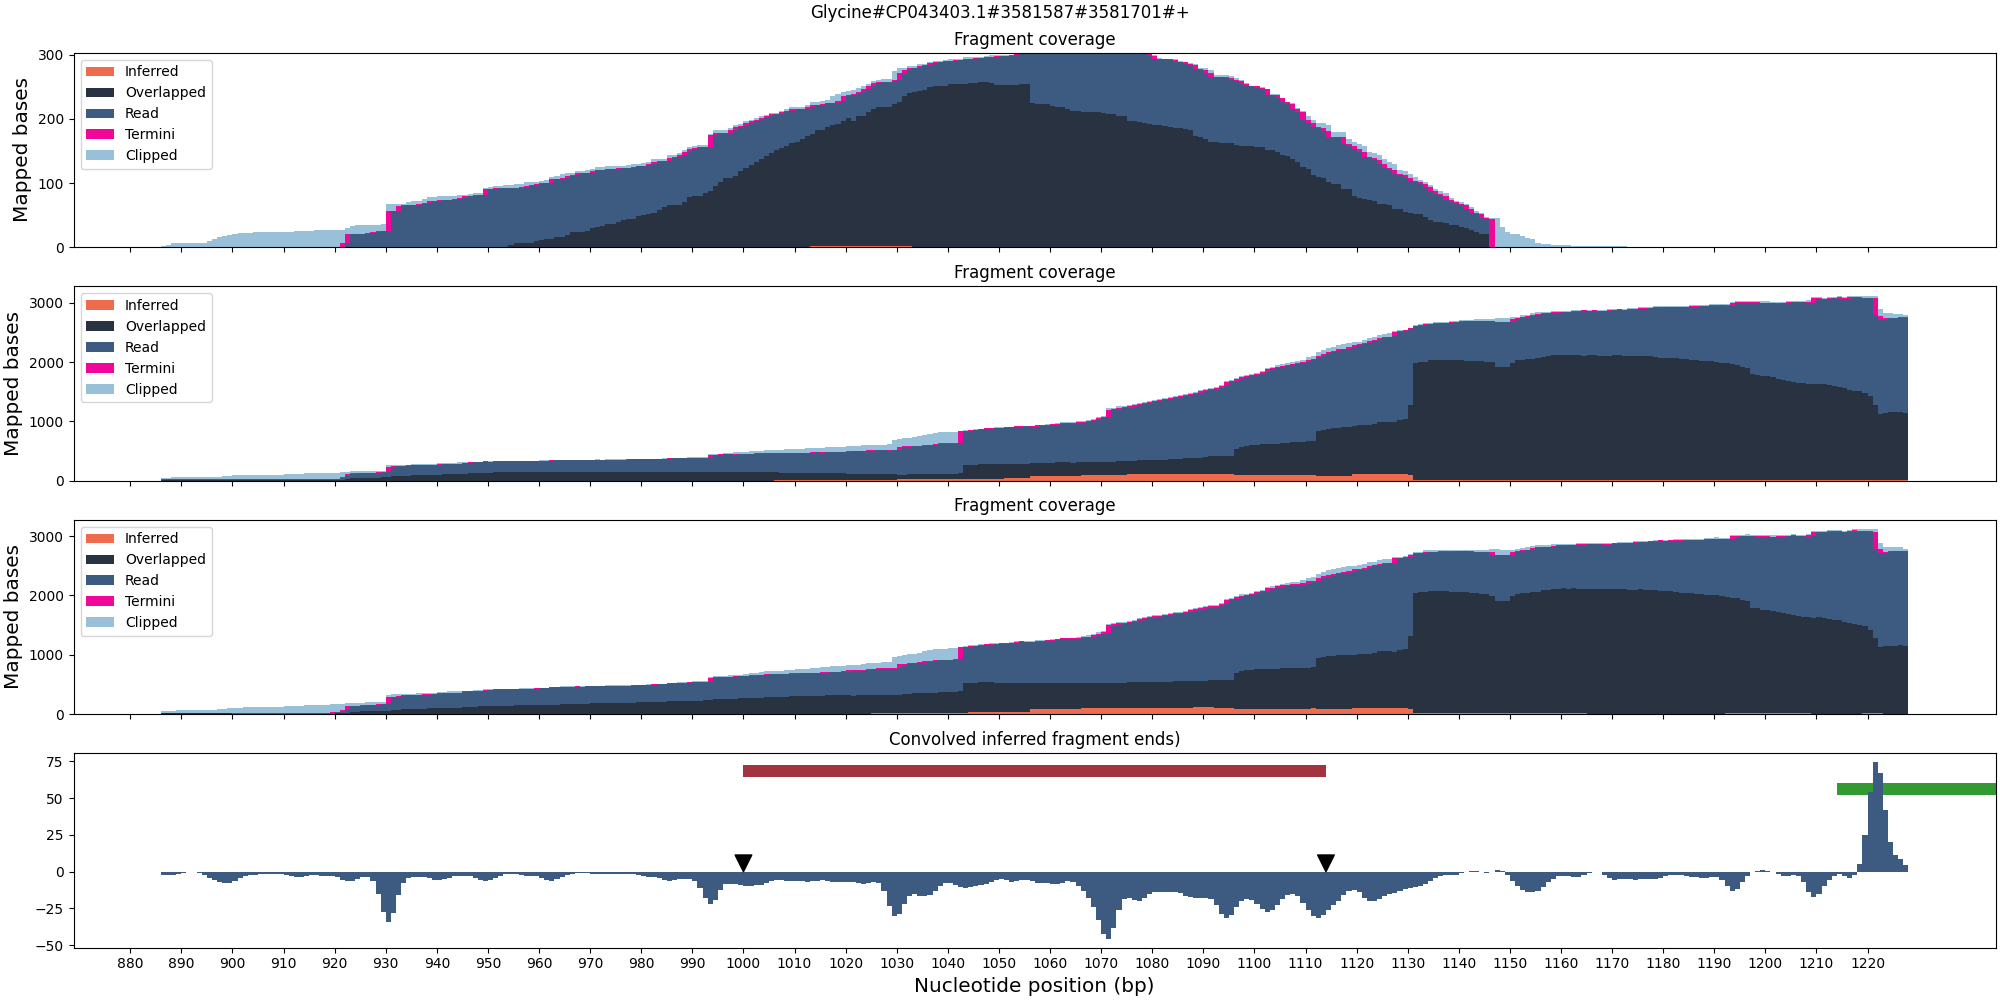 Glycine#CP043403.1#3581587#3581701#+
Fragment coverage
Mapped bases
300
200
100
0
Inferred
Overlapped
Read
Termini
Clipped
Fragment coverage
Mapped bases
3000
2000
1000
0
Inferred
Overlapped
Read
Termini
Clipped
Fragment coverage
Mapped bases
3000
2000
1000
0
Inferred
Overlapped
Read
Termini
Clipped
Convolved inferred fragment ends)
75
50
25
0
−25
−50
880 890 900 910 920 930 940 950 960 970 980 990 1000 1010 1020 1030 1040 1050 1060 1070 1080 1090 1100 1110 1120 1130 1140 1150 1160 1170 1180 1190 1200 1210 1220
Nucleotide position (bp)